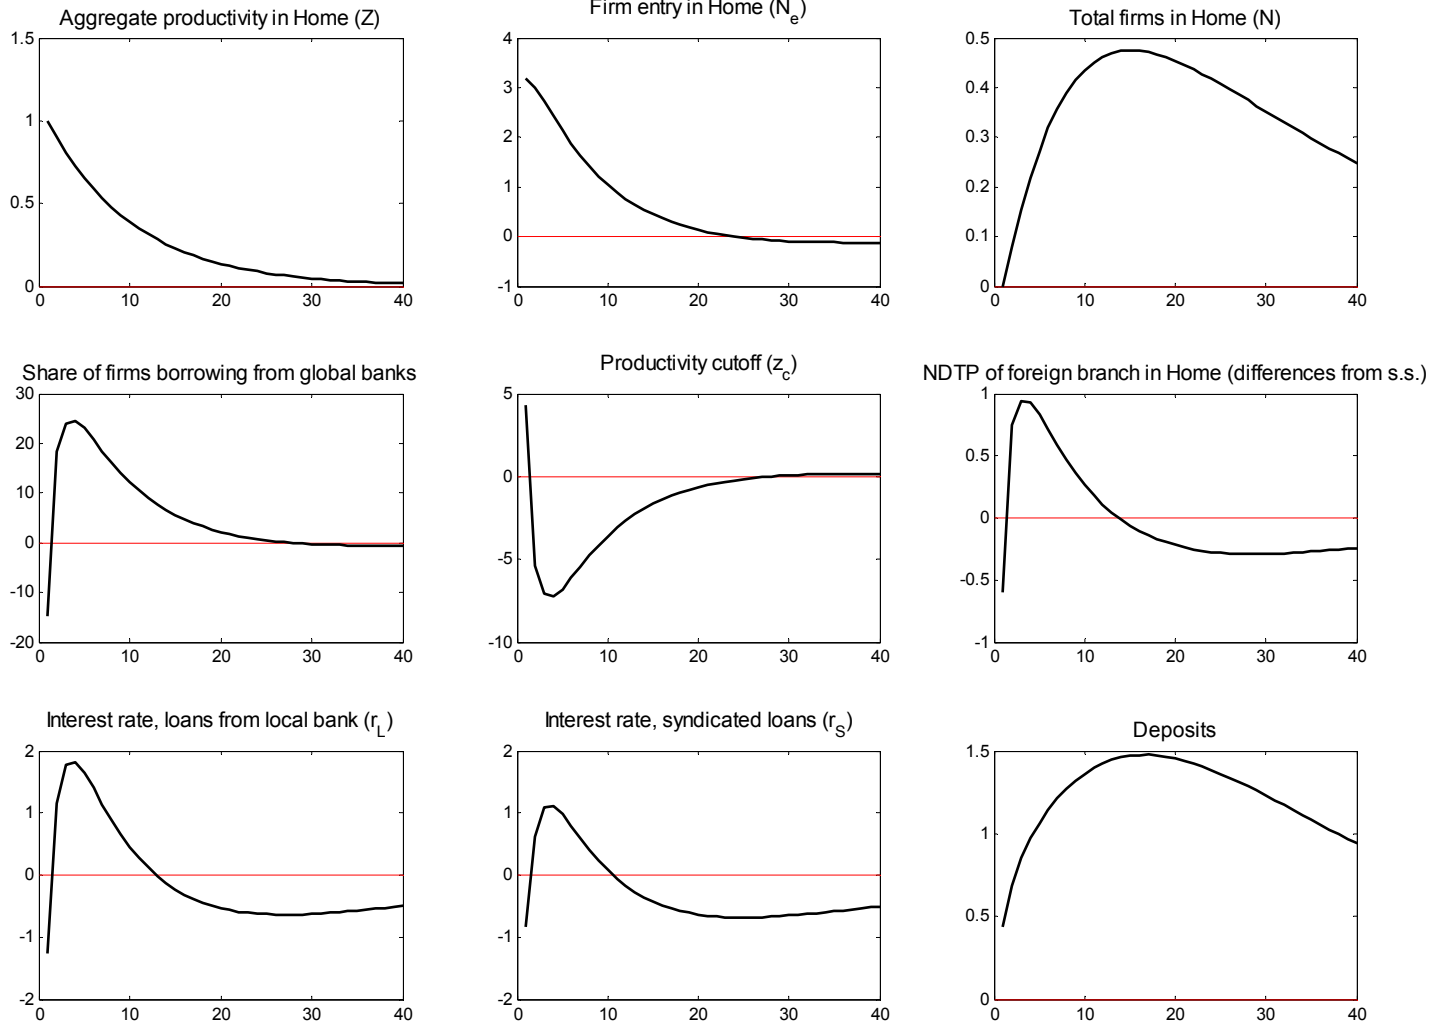 Aggregate productivity in Home (Z)
Firm entry in Home (N_e)
Total firms in Home (N)
1.5
1
0.5
0
0 10 20 30 40
4
3
2
1
0
-1
0 10 20 30 40
0.5
0.4
0.3
0.2
0.1
0
0 10 20 30 40
Share of firms borrowing from global banks
Productivity cutoff (z_c)
NDTP of foreign branch in Home (differences from s.s.)
30
20
10
0
-10
-20
0 10 20 30 40
5
0
-5
-10
0 10 20 30 40
1
0.5
0
-0.5
-1
0 10 20 30 40
Interest rate, loans from local bank (r_L)
Interest rate, syndicated loans (r_S)
Deposits
2
1
0
-1
-2
0 10 20 30 40
2
1
0
-1
-2
0 10 20 30 40
1.5
1
0.5
0
0 10 20 30 40